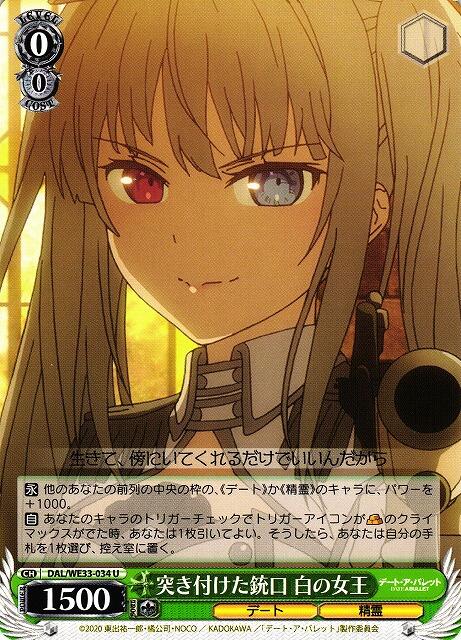 LEVEL
0
0
COST
生きて、傍にいてくれるだけでいいんだから
永 他のあなたの前列の中央の枠の、《デート》か《精霊》のキャラに、パワーを
+1000。
自 あなたのキャラのトリガーチェックでトリガーアイコンが のクライ
マックスがでた時、あなたは1枚引いてよい。そうしたら、あなたは自分の手
札を1枚選び、控え室に置く。
CH DAL/WE33-034 U
POWER
1500
突き付けた銃口 白の女王
デート・ア・バレット
DATE A BULLET
デート
精霊
©2020 東出祐一郎・橘公司・NOCO / KADOKAWA /「デート・ア・バレット」製作委員会